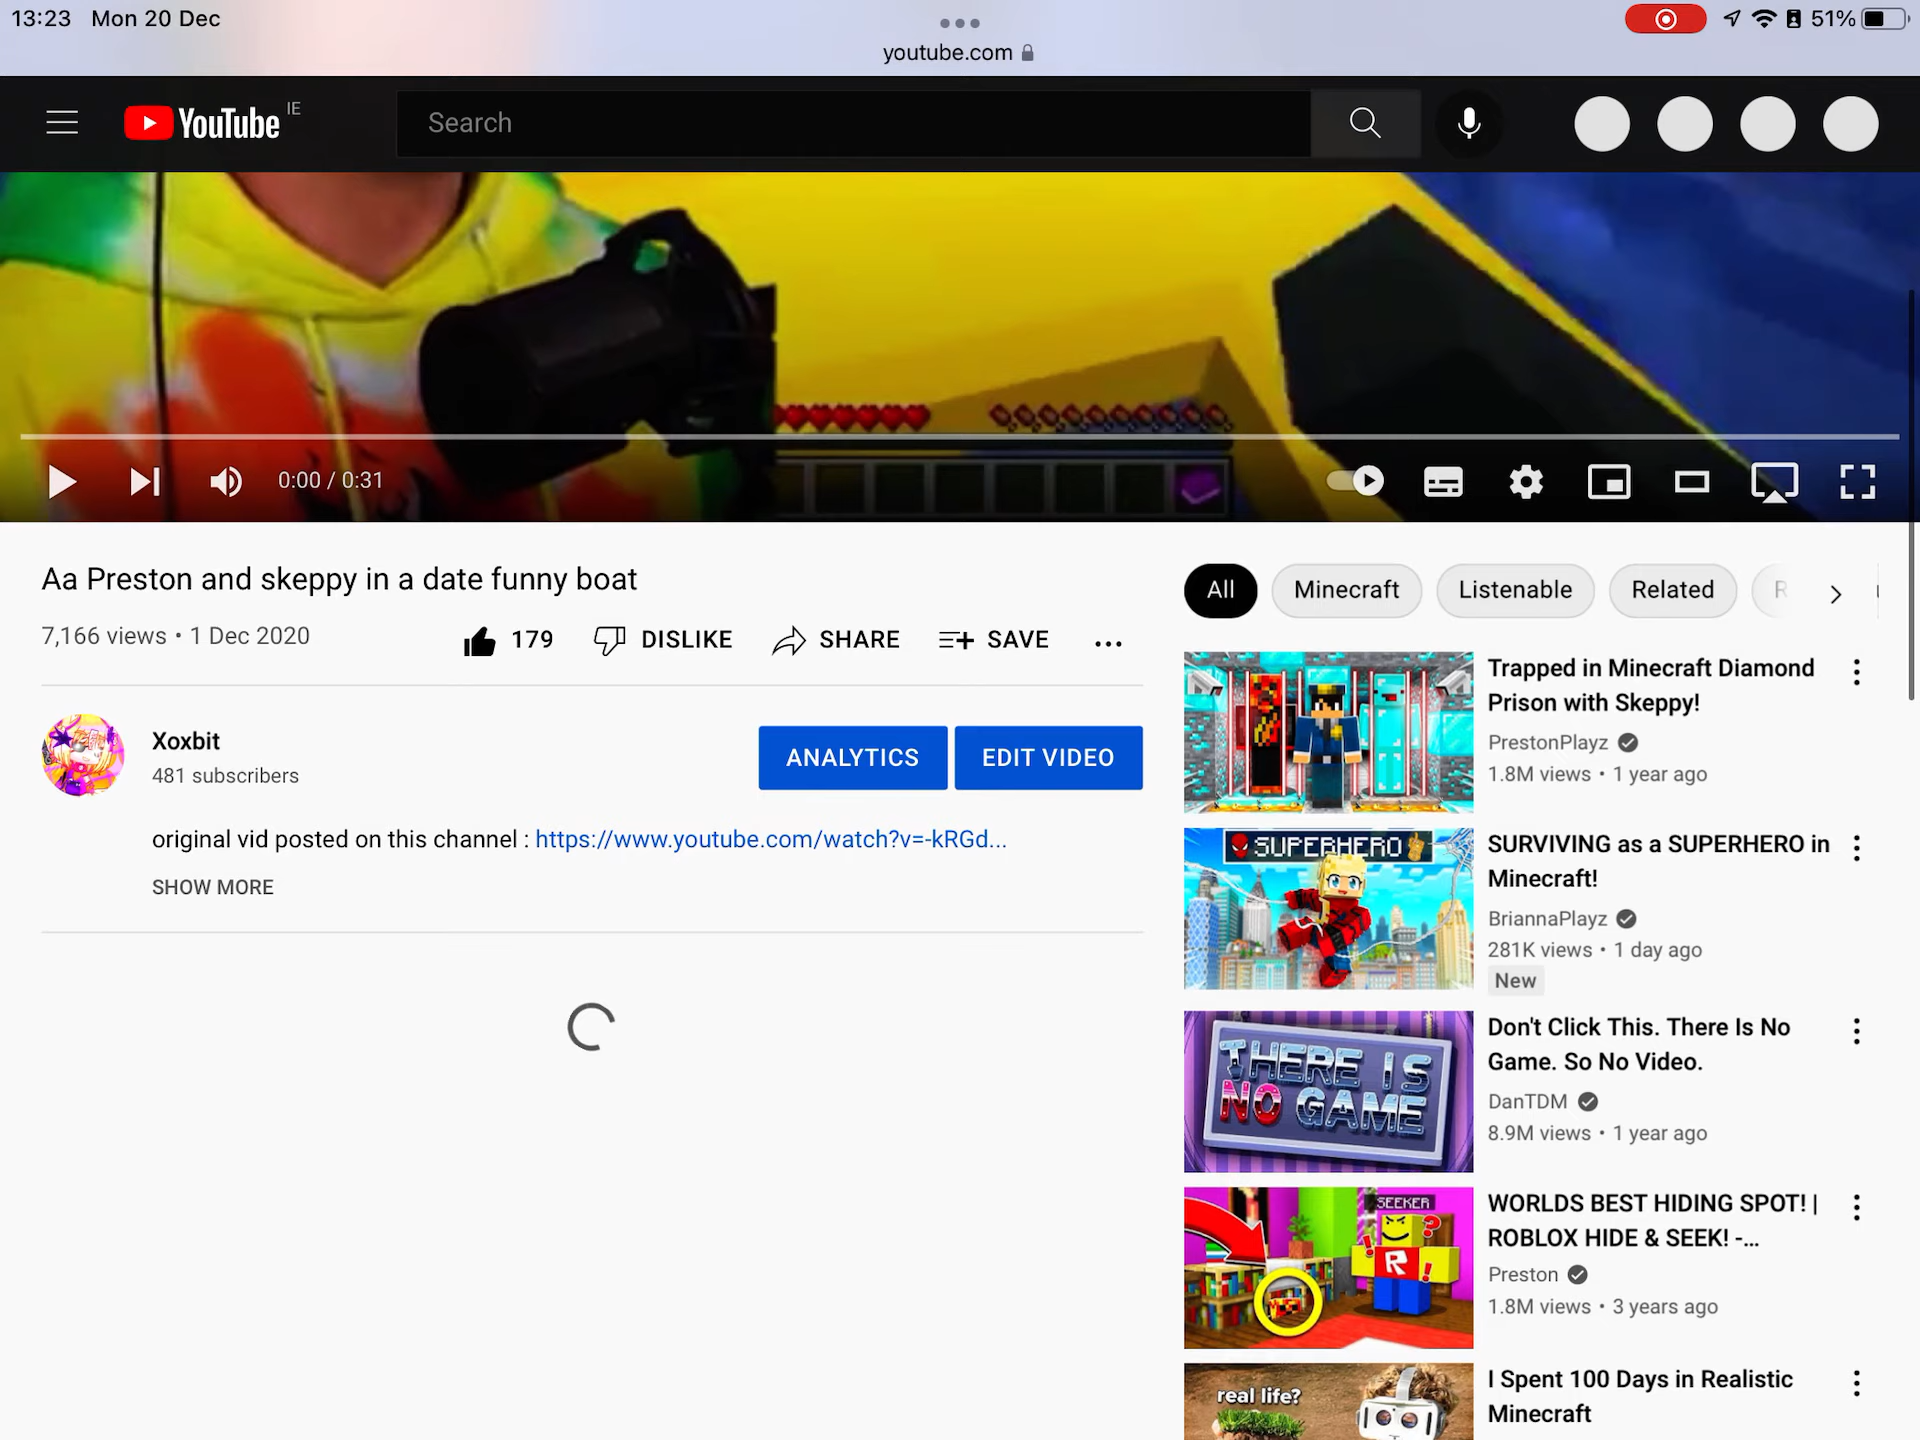 13:23 Mon 20 Dec
51%
youtube.com
YouTube IE
Search
0:00 / 0:31
Aa Preston and skeppy in a date funny boat
7,166 views • 1 Dec 2020
179
DISLIKE
SHARE
SAVE
Xoxbit
481 subscribers
ANALYTICS
EDIT VIDEO
original vid posted on this channel : https://www.youtube.com/watch?v=-kRGd...
SHOW MORE
All
Minecraft
Listenable
Related
R
Trapped in Minecraft Diamond
Prison with Skeppy!
PrestonPlayz
1.8M views • 1 year ago
SUPERHERO
SURVIVING as a SUPERHERO in
Minecraft!
BriannaPlayz
281K views • 1 day ago
New
THERE IS
NO GAME
Don't Click This. There Is No
Game. So No Video.
DanTDM
8.9M views • 1 year ago
SEEKER
R
WORLDS BEST HIDING SPOT! |
ROBLOX HIDE & SEEK! -...
Preston
1.8M views • 3 years ago
real life?
I Spent 100 Days in Realistic
Minecraft